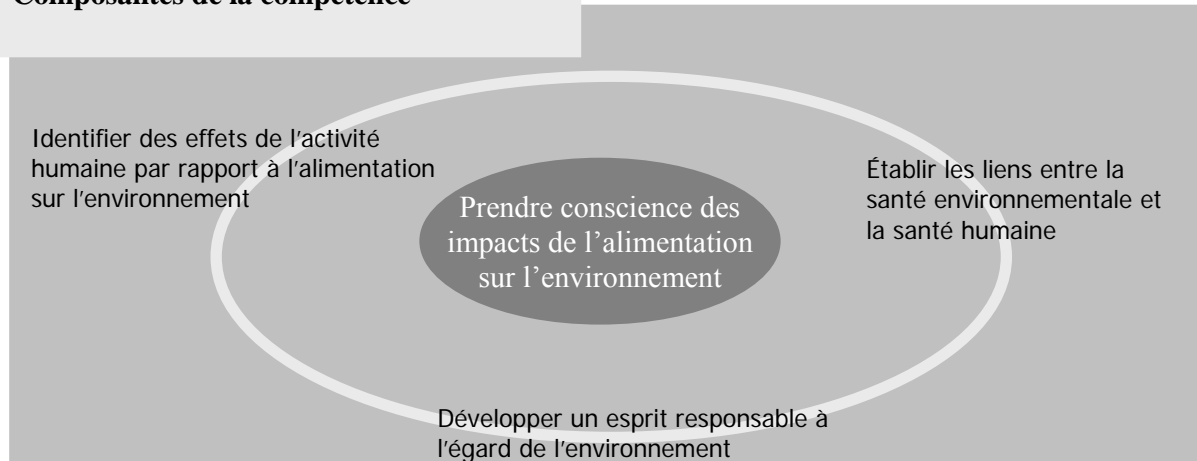 Composantes de la compétence
Identifier des effets de l'activité
humaine par rapport à l'alimentation
sur l'environnement
Prendre conscience des
impacts de l'alimentation
sur l'environnement
Établir les liens entre la
santé environnementale et
la santé humaine
Développer un esprit responsable à
l'égard de l'environnement